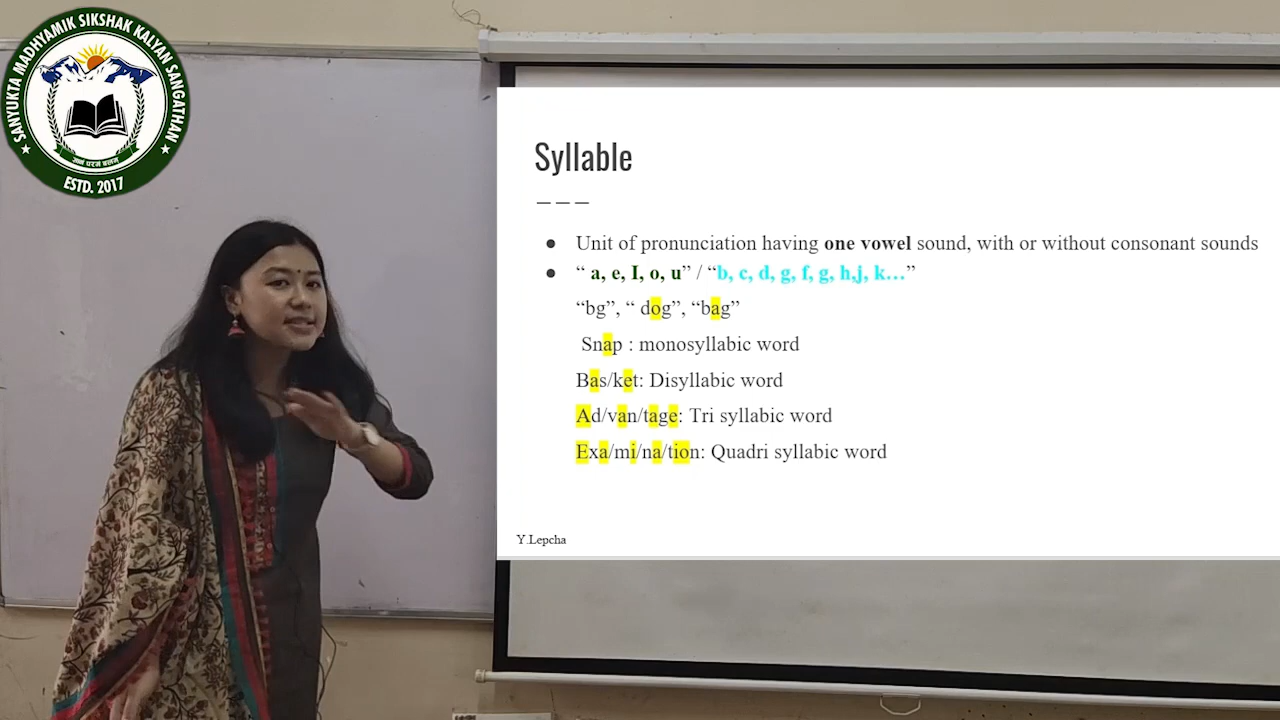 SANYUKTA MADHYAMIK SIKSHAK KALYAN SANGATHAN
ESTD. 2017
Syllable
● Unit of pronunciation having one vowel sound, with or without consonant sounds
● “ a, e, I, o, u” / “b, c, d, g, f, g, h,j, k…”
“bg”, “ dog”, “bag”
Snap : monosyllabic word
Bas/ket: Disyllabic word
Ad/van/tage: Tri syllabic word
Exa/mi/na/tion: Quadri syllabic word
Y.Lepcha